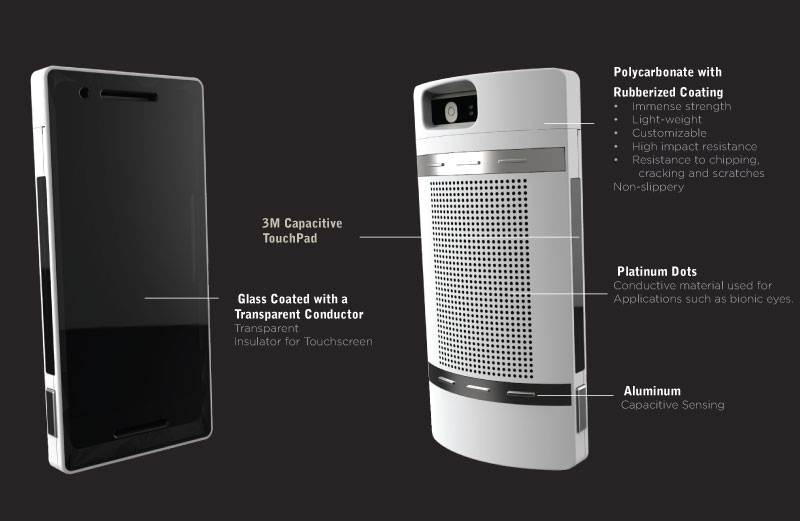 Polycarbonate with
Rubberized Coating
• Immense strength
• Light-weight
• Customizable
• High impact resistance
• Resistance to chipping,
cracking and scratches
Non-slippery
3M Capacitive
TouchPad
Platinum Dots
Conductive material used for
Applications such as bionic eyes.
Glass Coated with a
Transparent Conductor
Transparent
Insulator for Touchscreen
Aluminum
Capacitive Sensing